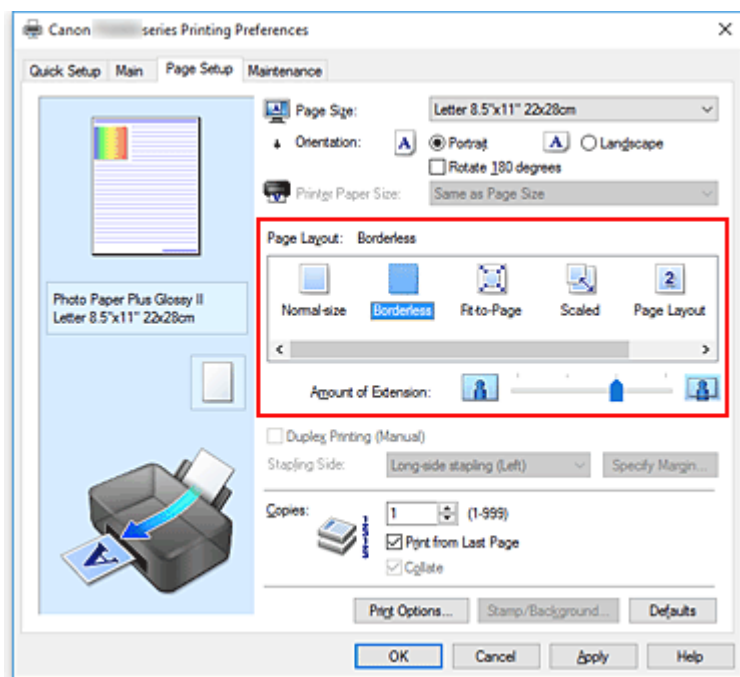 Canon series Printing Preferences
Quick Setup Main Page Setup Maintenance
Page Size: Letter 8.5"x11" 22x28cm
Orientation: A Portrait A Landscape
Rotate 180 degrees
Printer Paper Size: Same as Page Size
Page Layout: Borderless
Normal-size Borderless Fit-to-Page Scaled Page Layout
Photo Paper Plus Glossy II
Letter 8.5"x11" 22x28cm
Amount of Extension:
Duplex Printing (Manual)
Stapling Side: Long-side stapling (Left) Specify Margin...
Copies: 1 (1-999)
Print from Last Page
Collate
Print Options... Stamp/Background... Defaults
OK Cancel Apply Help